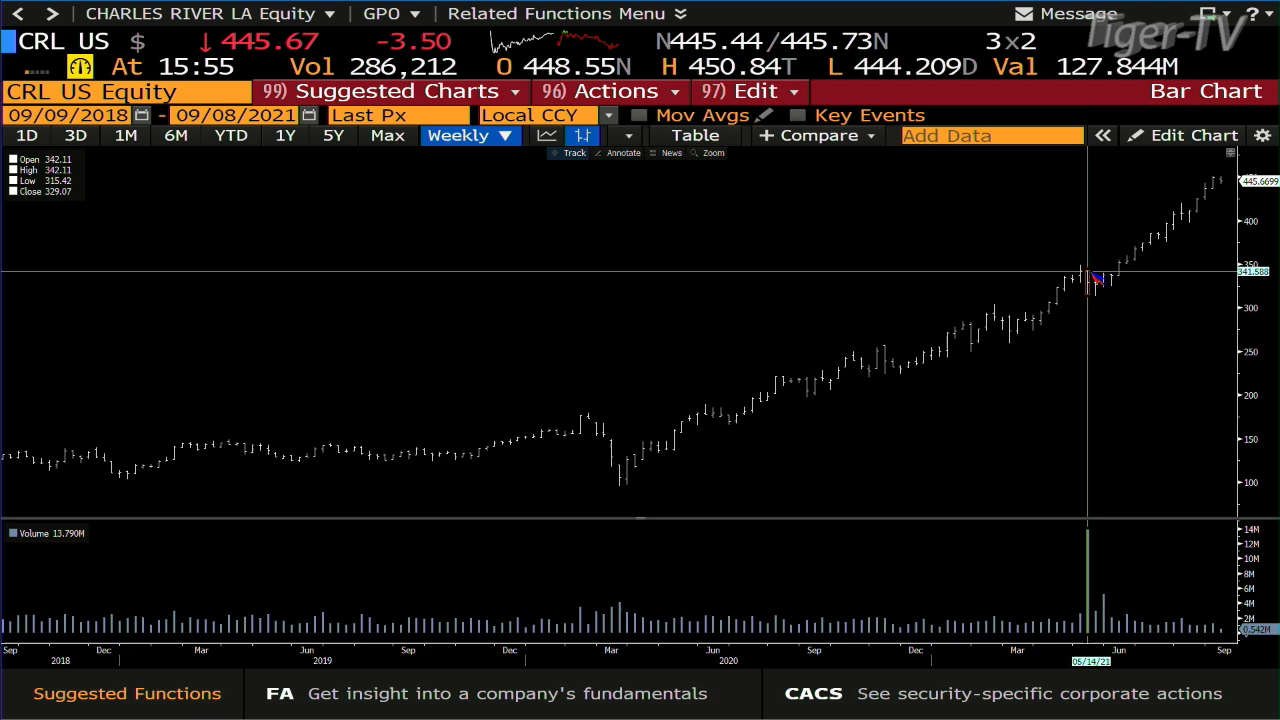 < > CHARLES RIVER LA Equity GPO Related Functions Menu Message ?
CRL US $ ↓ 445.67 -3.50 N445.44 / 445.73N 3x2 Tiger-TV
At 15:55 Vol 286,212 O 448.55N H 450.84T L 444.209D Val 127.844M
CRL US Equity 99) Suggested Charts 96) Actions 97) Edit Bar Chart
09/09/2018 - 09/08/2021 Last Px Local CCY Mov Avgs Key Events
1D 3D 1M 6M YTD 1Y 5Y Max Weekly ▼ Table + Compare Add Data « Edit Chart
Track Annotate News Zoom
Open 342.11
High 342.11
Low 315.42
Close 329.07
445.6699
400
350
341.588
300
250
200
150
100
Volume 13.790M
14M
12M
10M
8M
6M
4M
2M
0.542M
Sep Dec Mar Jun Sep Dec Mar Jun Sep Dec Mar Jun Sep
2018 2019 2020 05/14/21
Suggested Functions FA Get insight into a company's fundamentals CACS See security-specific corporate actions